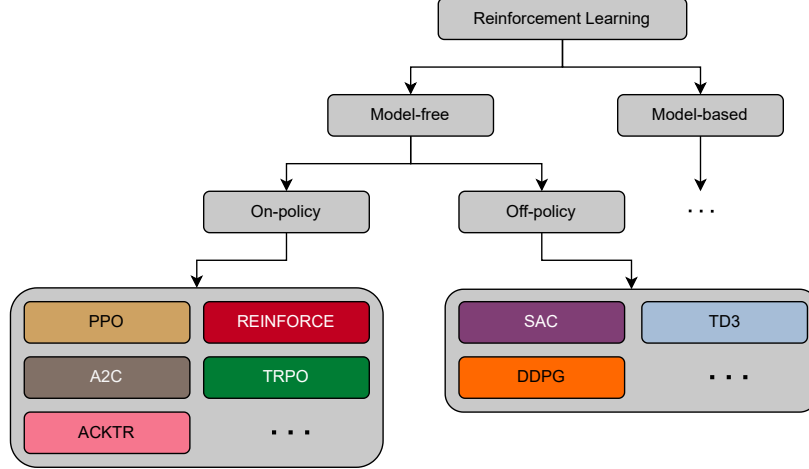 Reinforcement Learning
Model-free
Model-based
On-policy
Off-policy
. . .
PPO
REINFORCE
SAC
TD3
A2C
TRPO
DDPG
. . .
ACKTR
. . .